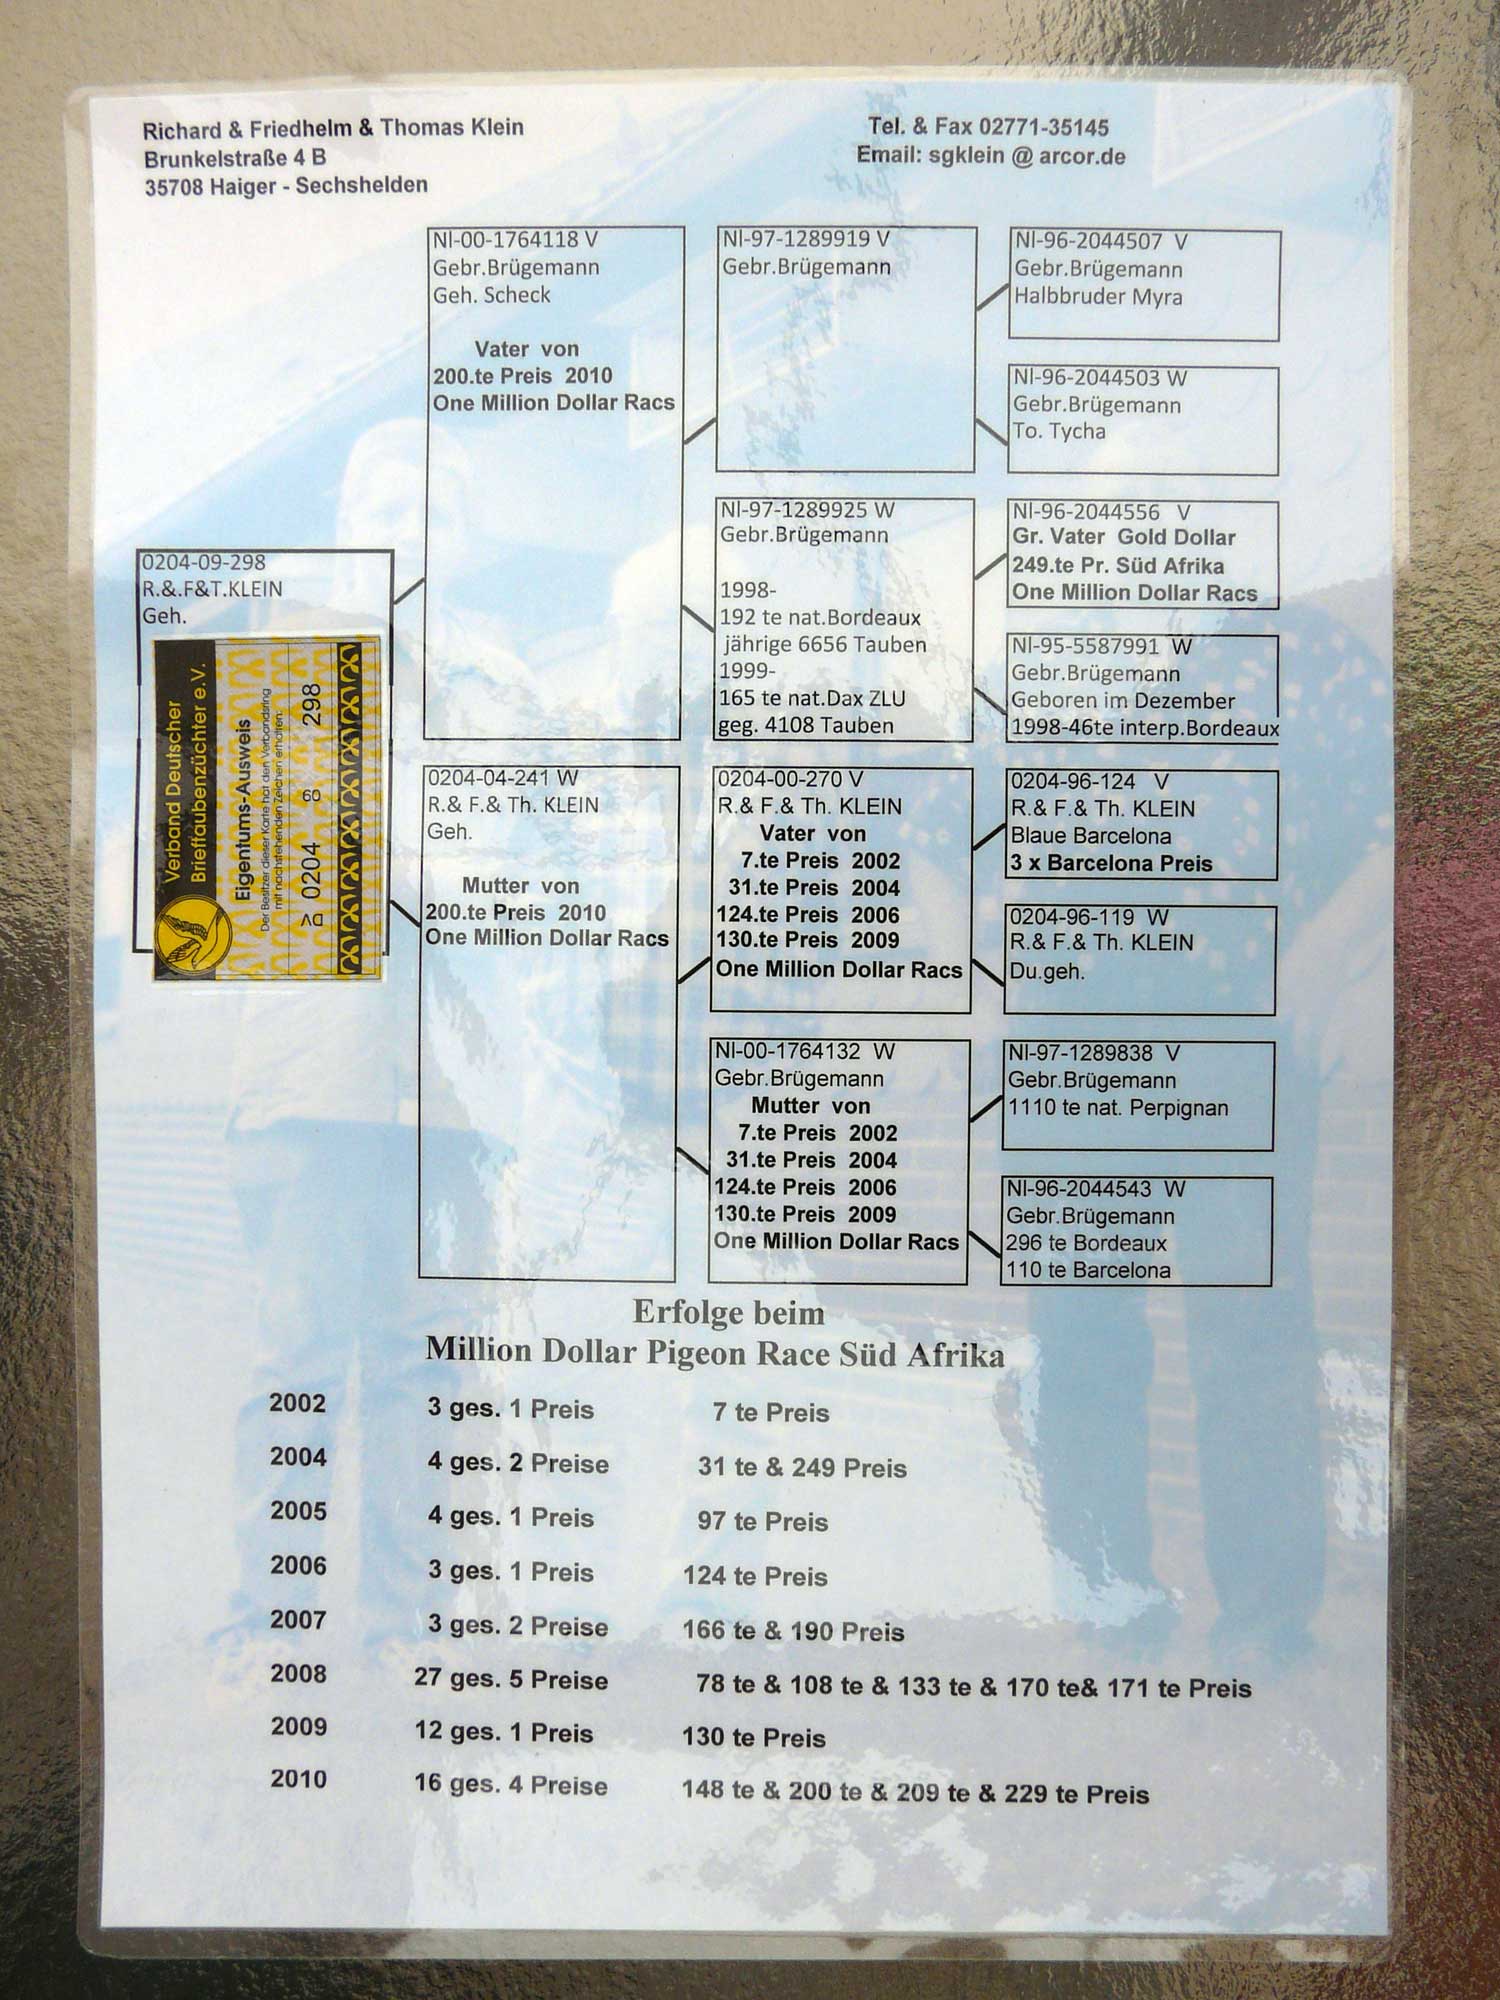 Richard & Friedhelm & Thomas Klein
Brunkelstraße 4 B
35708 Haiger - Sechshelden
Tel. & Fax 02771-35145
Email: sgklein @ arcor.de
0204-09-298
R.&.F&T.KLEIN
Geh.
Verband Deutscher
Brieftaubenzüchter e.V.
Eigentums-Ausweis
Der Besitzer dieser Karte hat den Verbandsring
mit nachstehenden Zeichen erhalten:
DV 0204 09 298
Nl-00-1764118 V
Gebr.Brügemann
Geh. Scheck
Vater von
200.te Preis 2010
One Million Dollar Racs
0204-04-241 W
R.& F.& Th. KLEIN
Geh.
Mutter von
200.te Preis 2010
One Million Dollar Racs
Nl-97-1289919 V
Gebr.Brügemann
Nl-97-1289925 W
Gebr.Brügemann
1998-
192 te nat.Bordeaux
jährige 6656 Tauben
1999-
165 te nat.Dax ZLU
geg. 4108 Tauben
0204-00-270 V
R.& F.& Th. KLEIN
Vater von
7.te Preis 2002
31.te Preis 2004
124.te Preis 2006
130.te Preis 2009
One Million Dollar Racs
Nl-00-1764132 W
Gebr.Brügemann
Mutter von
7.te Preis 2002
31.te Preis 2004
124.te Preis 2006
130.te Preis 2009
One Million Dollar Racs
Nl-96-2044507 V
Gebr.Brügemann
Halbbruder Myra
Nl-96-2044503 W
Gebr.Brügemann
To. Tycha
Nl-96-2044556 V
Gr. Vater Gold Dollar
249.te Pr. Süd Afrika
One Million Dollar Racs
Nl-95-5587991 W
Gebr.Brügemann
Geboren im Dezember
1998-46te interp.Bordeaux
0204-96-124 V
R.& F.& Th. KLEIN
Blaue Barcelona
3 x Barcelona Preis
0204-96-119 W
R.& F.& Th. KLEIN
Du.geh.
Nl-97-1289838 V
Gebr.Brügemann
1110 te nat. Perpignan
Nl-96-2044543 W
Gebr.Brügemann
296 te Bordeaux
110 te Barcelona
Erfolge beim
Million Dollar Pigeon Race Süd Afrika
2002 3 ges. 1 Preis 7 te Preis
2004 4 ges. 2 Preise 31 te & 249 Preis
2005 4 ges. 1 Preis 97 te Preis
2006 3 ges. 1 Preis 124 te Preis
2007 3 ges. 2 Preise 166 te & 190 Preis
2008 27 ges. 5 Preise 78 te & 108 te & 133 te & 170 te& 171 te Preis
2009 12 ges. 1 Preis 130 te Preis
2010 16 ges. 4 Preise 148 te & 200 te & 209 te & 229 te Preis